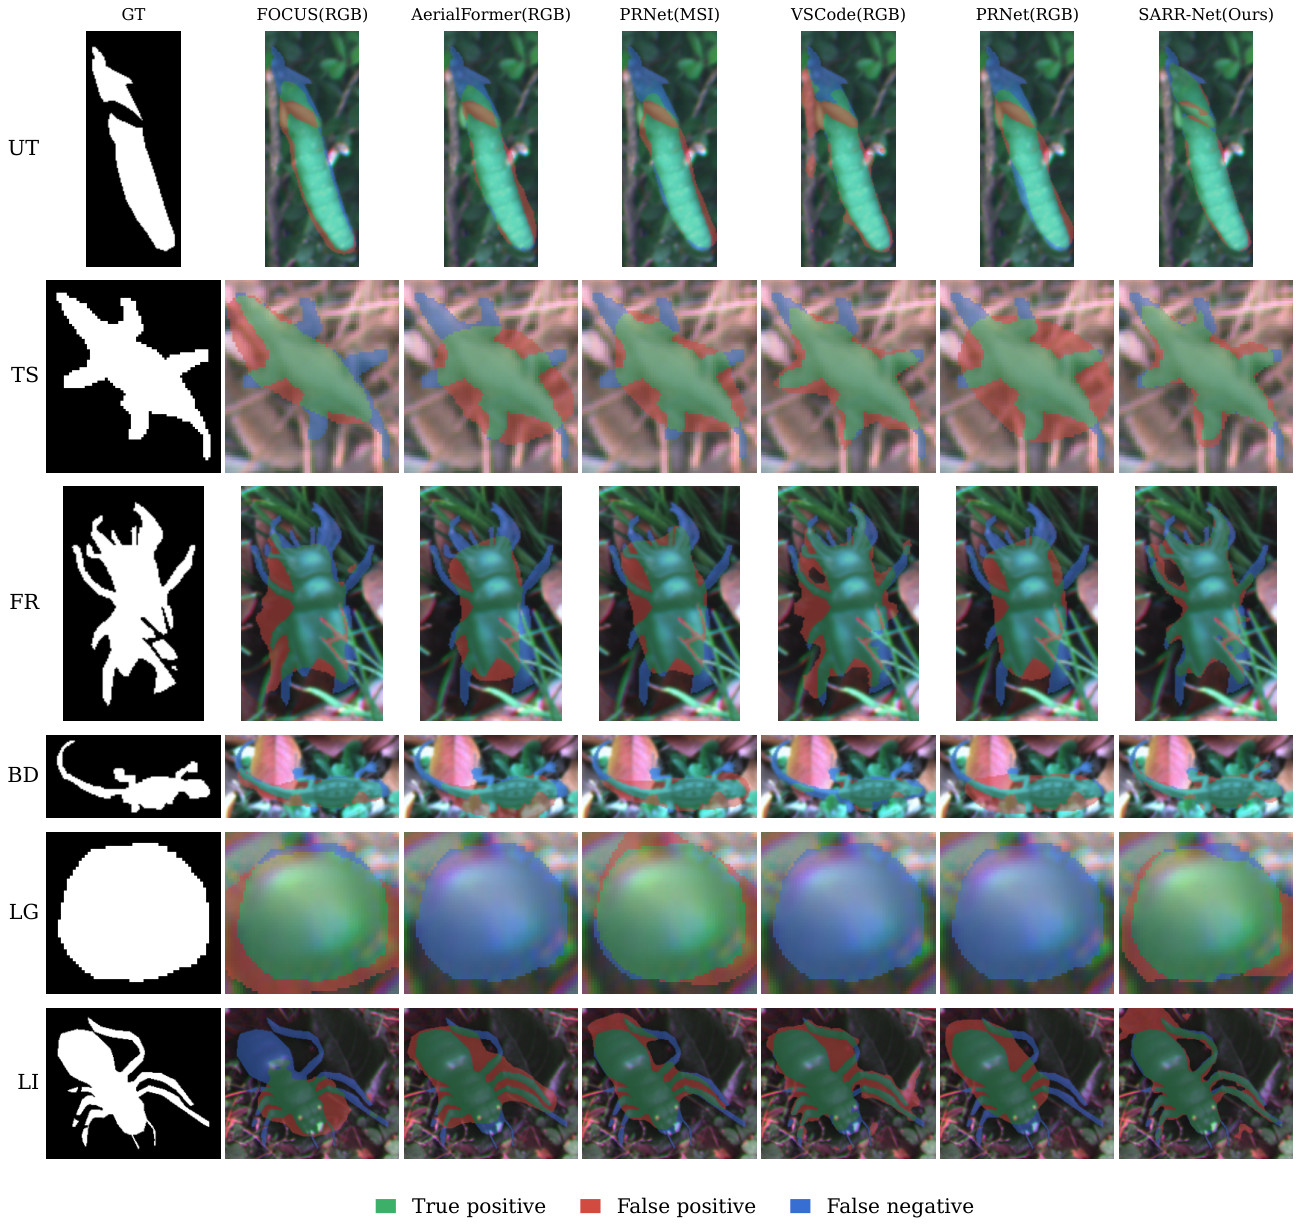 GT FOCUS(RGB) AerialFormer(RGB) PRNet(MSI) VSCode(RGB) PRNet(RGB) SARR-Net(Ours)
UT
TS
FR
BD
LG
LI
True positive False positive False negative